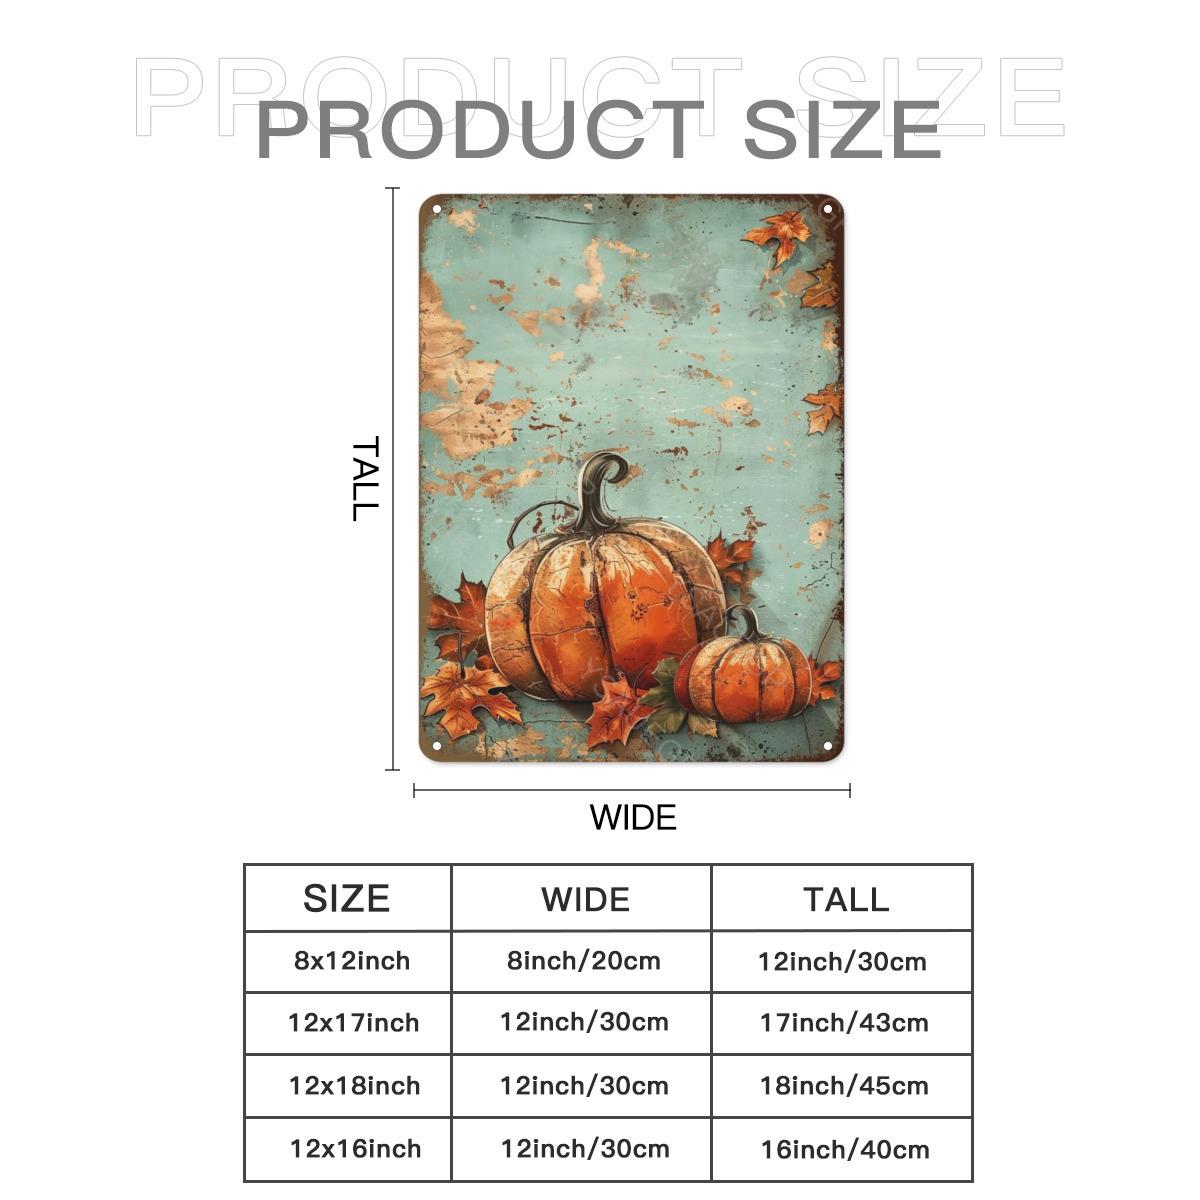 PRODUCT SIZE
PRODUCT SIZE
TALL
WIDE
SIZE WIDE TALL
8x12inch 8inch/20cm 12inch/30cm
12x17inch 12inch/30cm 17inch/43cm
12x18inch 12inch/30cm 18inch/45cm
12x16inch 12inch/30cm 16inch/40cm